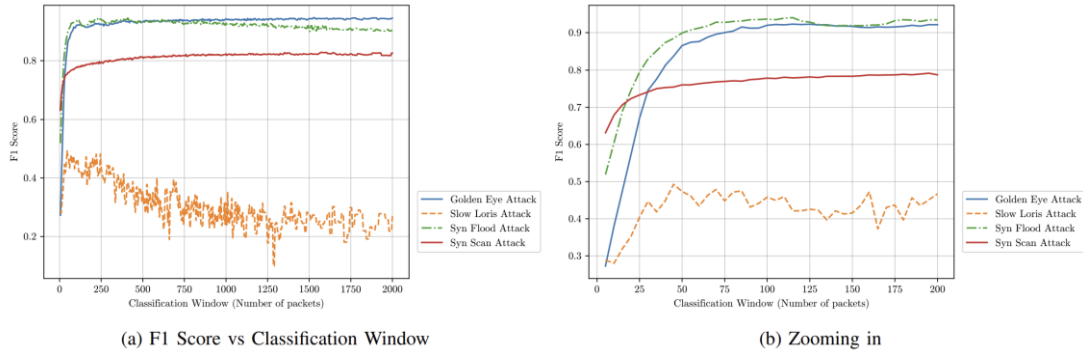 0.8
0.6
0.4
0.2
F1 Score
0 250 500 750 1000 1250 1500 1750 2000
Classification Window (Number of packets)
Golden Eye Attack
Slow Loris Attack
Syn Flood Attack
Syn Scan Attack
(a) F1 Score vs Classification Window
0.9
0.8
0.7
0.6
0.5
0.4
0.3
F1 Score
0 25 50 75 100 125 150 175 200
Classification Window (Number of packets)
Golden Eye Attack
Slow Loris Attack
Syn Flood Attack
Syn Scan Attack
(b) Zooming in